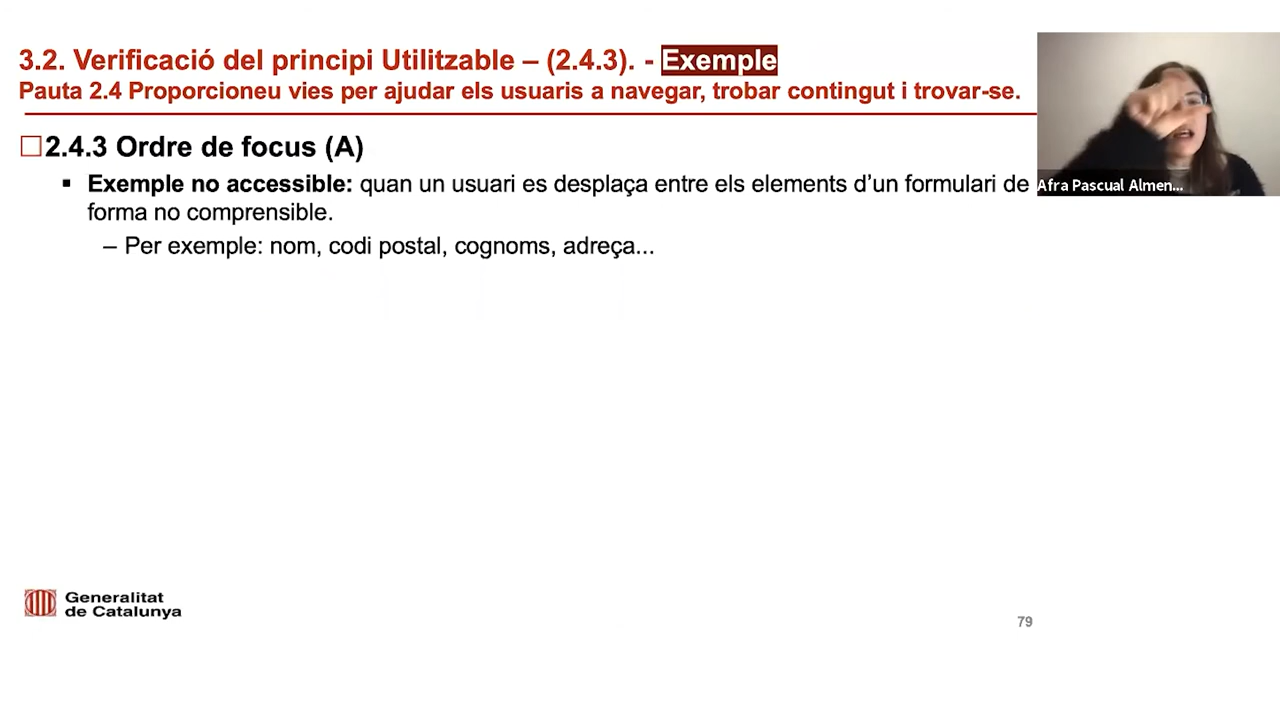 3.2. Verificació del principi Utilitzable – (2.4.3). - Exemple
Pauta 2.4 Proporcioneu vies per ajudar els usuaris a navegar, trobar contingut i trovar-se.
2.4.3 Ordre de focus (A)
▪ Exemple no accessible: quan un usuari es desplaça entre els elements d’un formulari de
forma no comprensible.
– Per exemple: nom, codi postal, cognoms, adreça...
Afra Pascual Almen...
Generalitat
de Catalunya
79